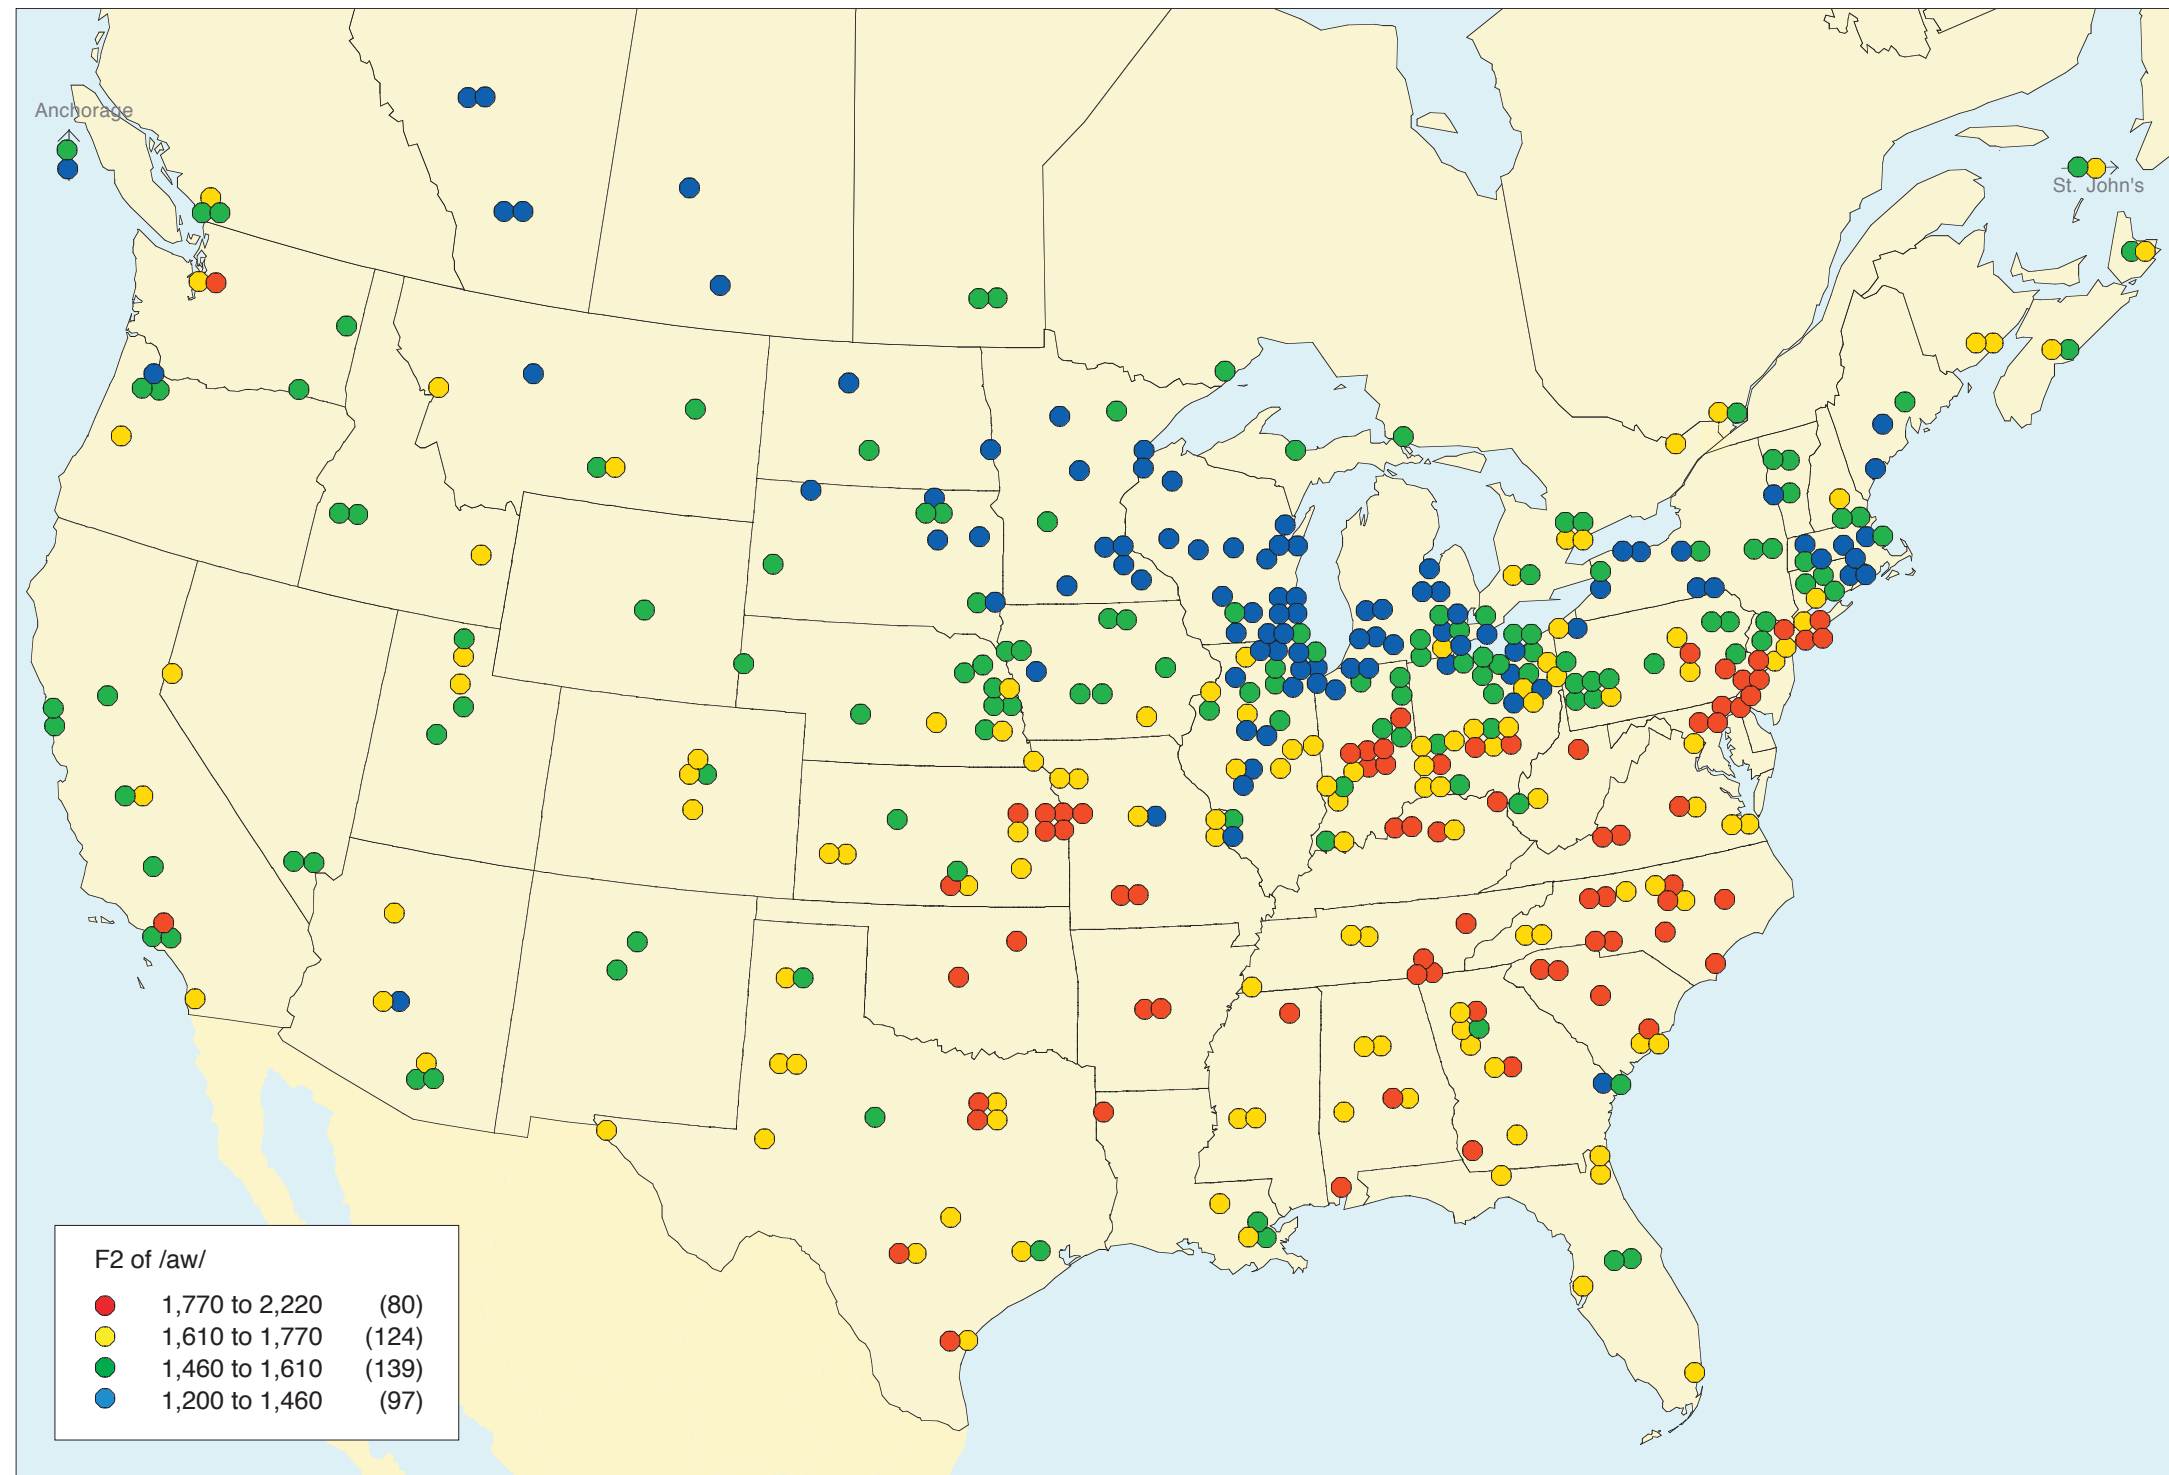 Anchorage
St. John's
F2 of /aw/
1,770 to 2,220 (80)
1,610 to 1,770 (124)
1,460 to 1,610 (139)
1,200 to 1,460 (97)